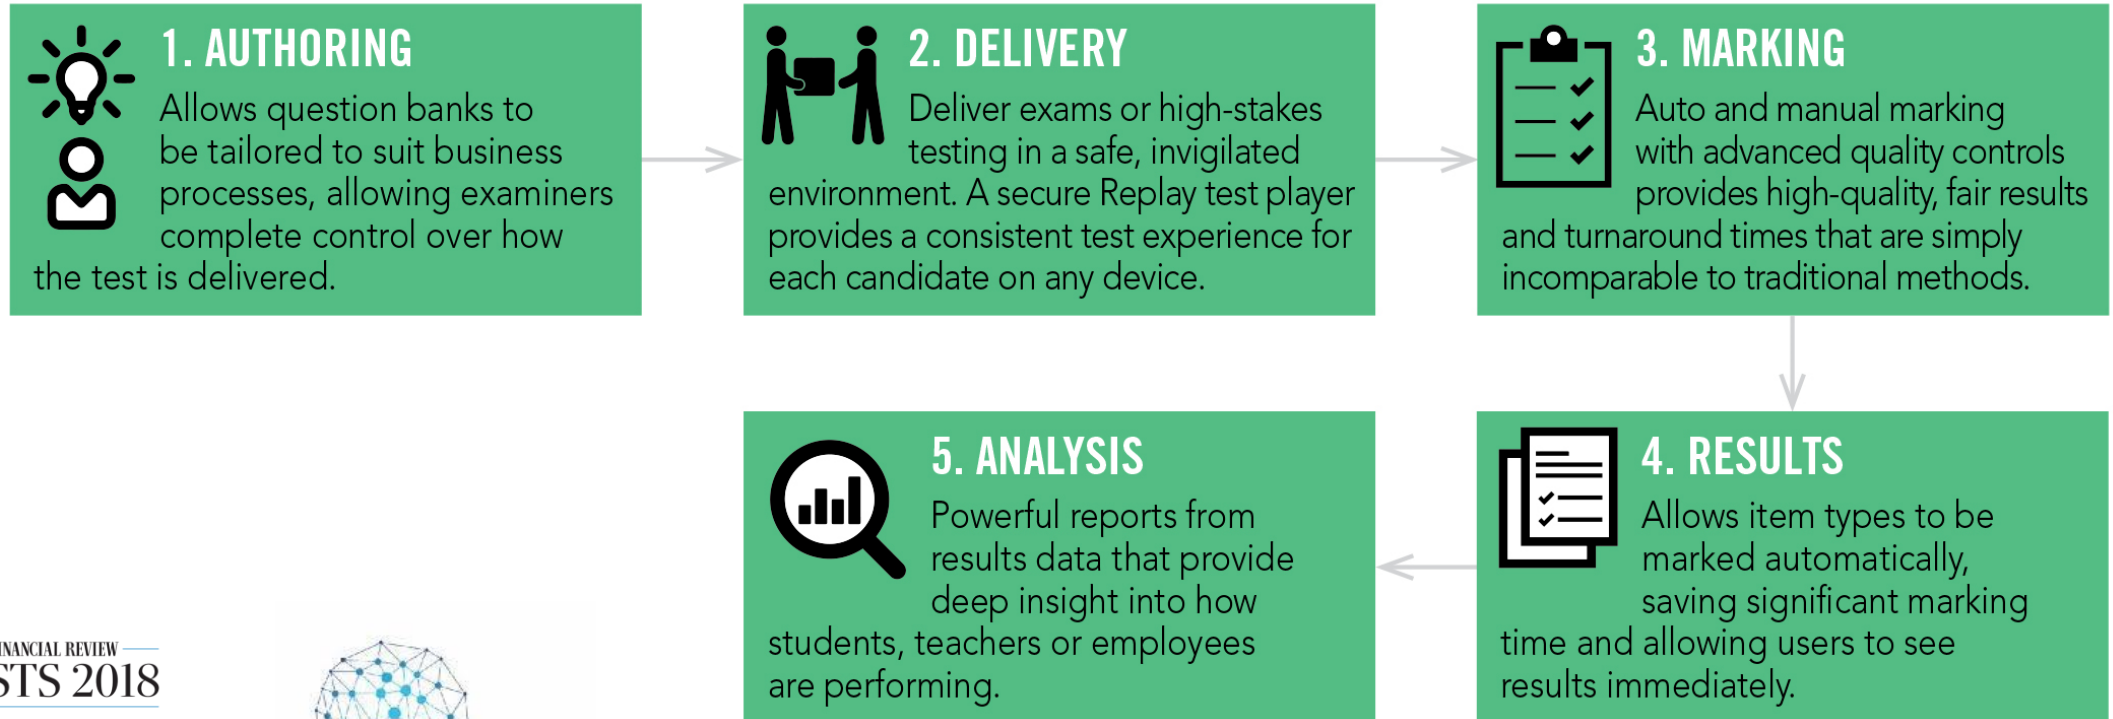 1. AUTHORING
Allows question banks to
be tailored to suit business
processes, allowing examiners
complete control over how
the test is delivered.
2. DELIVERY
Deliver exams or high-stakes
testing in a safe, invigilated
environment. A secure Replay test player
provides a consistent test experience for
each candidate on any device.
3. MARKING
Auto and manual marking
with advanced quality controls
provides high-quality, fair results
and turnaround times that are simply
incomparable to traditional methods.
4. RESULTS
Allows item types to be
marked automatically,
saving significant marking
time and allowing users to see
results immediately.
5. ANALYSIS
Powerful reports from
results data that provide
deep insight into how
students, teachers or employees
are performing.
REVIEW
2018